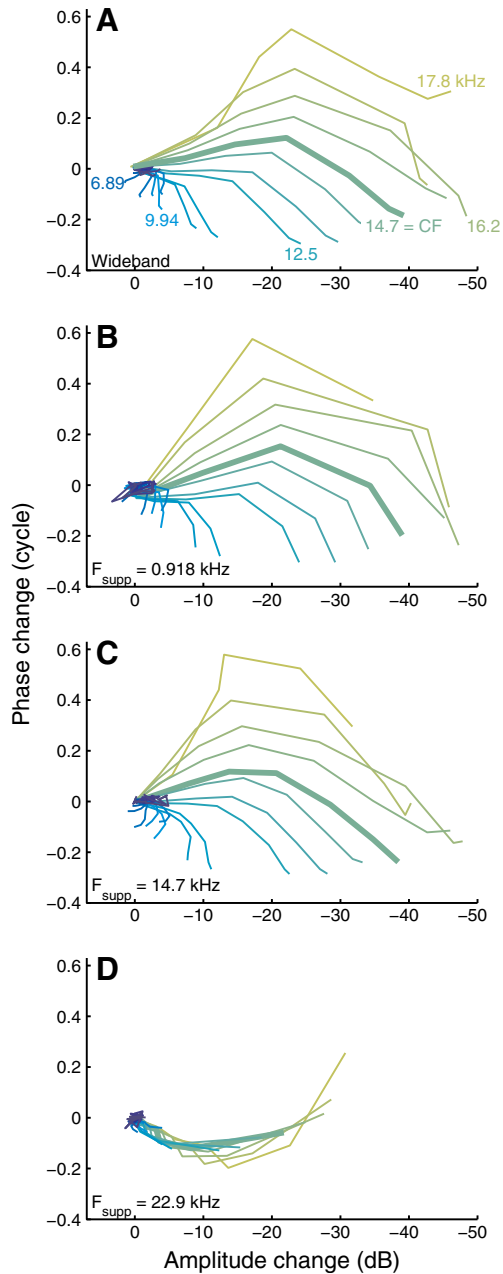 A
0.6
0.4
0.2
0
−0.2
−0.4
17.8 kHz
6.89
9.94
12.5
14.7 = CF
16.2
Wideband
0 −10 −20 −30 −40 −50
B
0.6
0.4
0.2
0
−0.2
−0.4
F_supp = 0.918 kHz
0 −10 −20 −30 −40 −50
Phase change (cycle)
C
0.6
0.4
0.2
0
−0.2
−0.4
F_supp = 14.7 kHz
0 −10 −20 −30 −40 −50
D
0.6
0.4
0.2
0
−0.2
−0.4
F_supp = 22.9 kHz
0 −10 −20 −30 −40 −50
Amplitude change (dB)